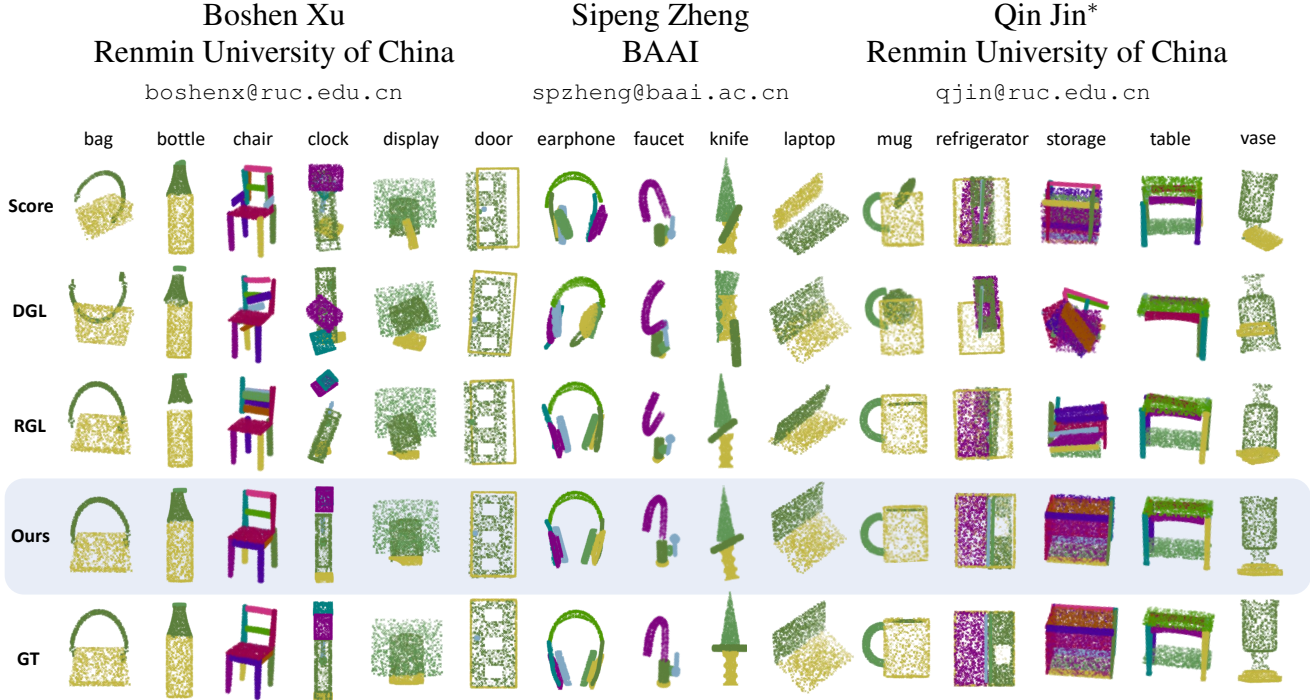 Boshen Xu Sipeng Zheng Qin Jin*
Renmin University of China BAAI Renmin University of China
boshenx@ruc.edu.cn spzheng@baai.ac.cn qjin@ruc.edu.cn
bag bottle chair clock display door earphone faucet knife laptop mug refrigerator storage table vase
Score
DGL
RGL
Ours
GT